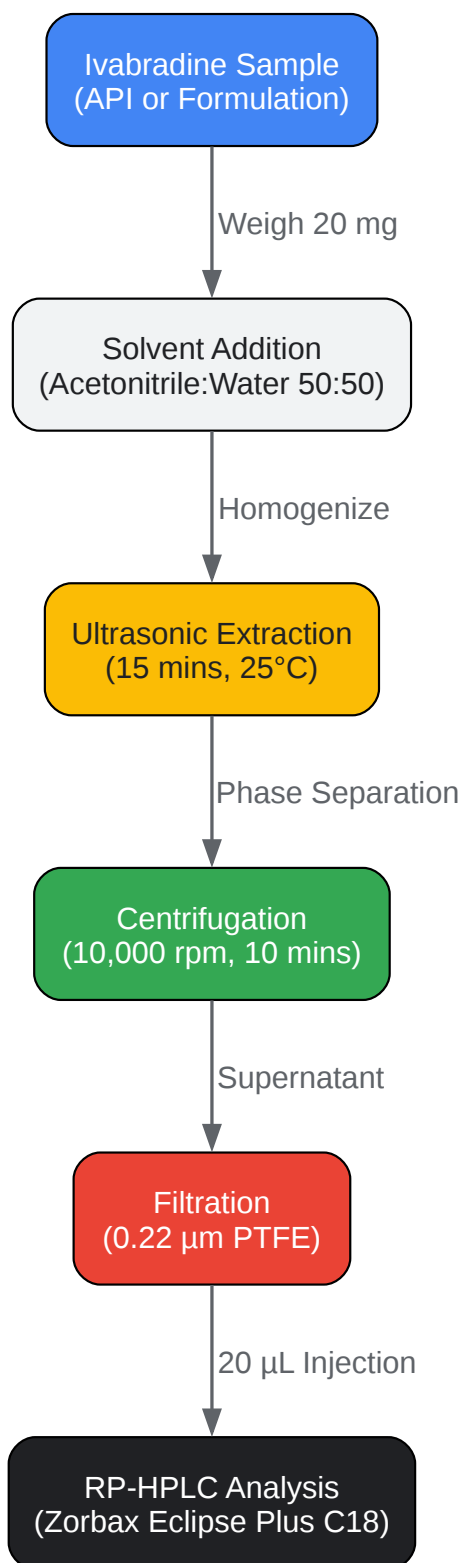 Ivabradine Sample
(API or Formulation)
Weigh 20 mg
Solvent Addition
(Acetonitrile:Water 50:50)
Homogenize
Ultrasonic Extraction
(15 mins, 25°C)
Phase Separation
Centrifugation
(10,000 rpm, 10 mins)
Supernatant
Filtration
(0.22 µm PTFE)
20 µL Injection
RP-HPLC Analysis
(Zorbax Eclipse Plus C18)